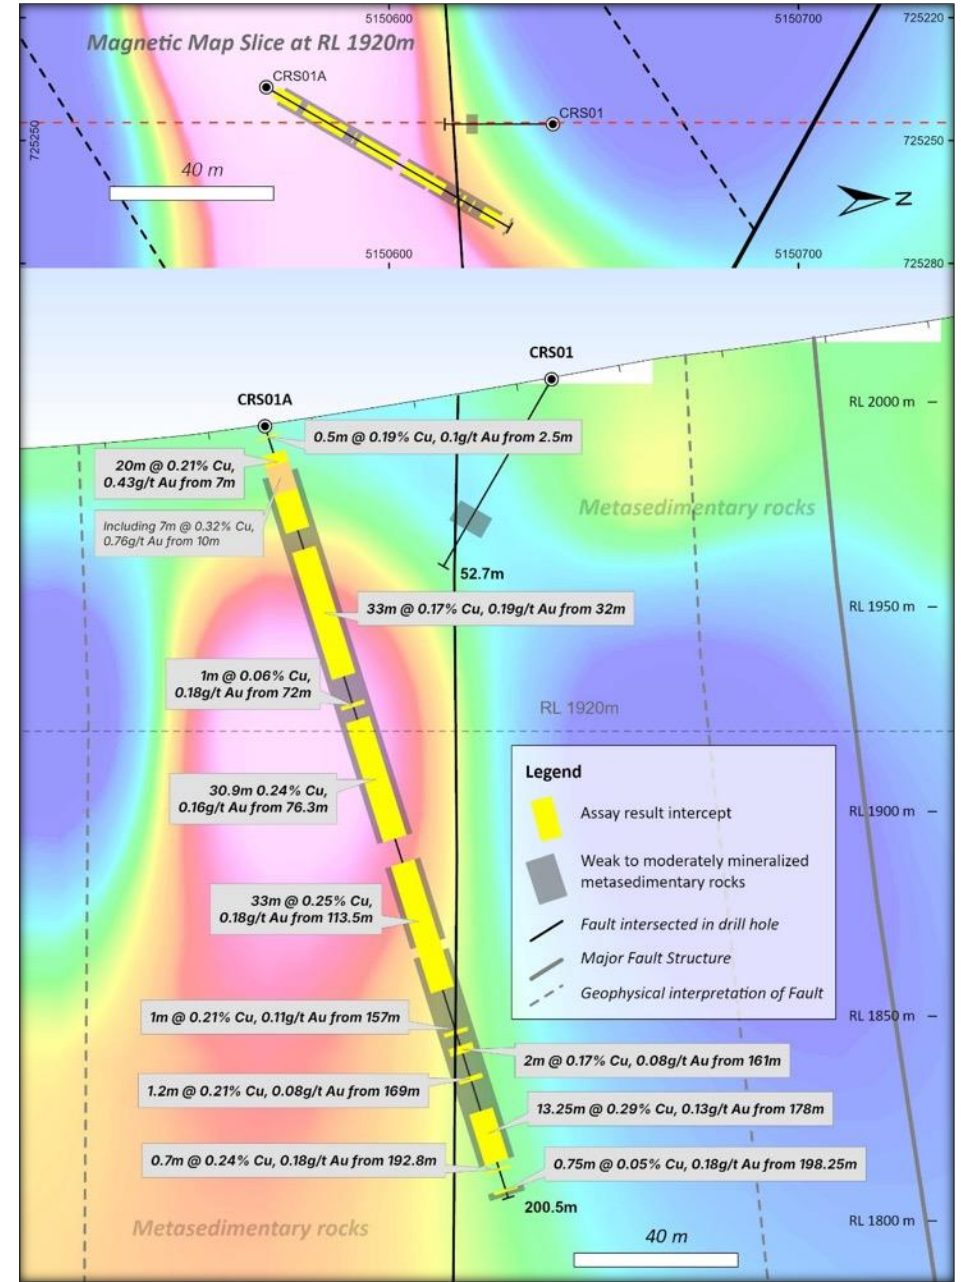 5150600
5150700
725220
Magnetic Map Slice at RL 1920m
CRS01A
CRS01
725250
725250
40 m
N
5150600
5150700
725280
CRS01
CRS01A
RL 2000 m
0.5m @ 0.19% Cu, 0.1g/t Au from 2.5m
20m @ 0.21% Cu,
0.43g/t Au from 7m
Including 7m @ 0.32% Cu,
0.76g/t Au from 10m
Metasedimentary rocks
52.7m
33m @ 0.17% Cu, 0.19g/t Au from 32m
RL 1950 m
1m @ 0.06% Cu,
0.18g/t Au from 72m
RL 1920m
Legend
Assay result intercept
Weak to moderately mineralized
metasedimentary rocks
Fault intersected in drill hole
Major Fault Structure
Geophysical interpretation of Fault
30.9m 0.24% Cu,
0.16g/t Au from 76.3m
RL 1900 m
33m @ 0.25% Cu,
0.18g/t Au from 113.5m
1m @ 0.21% Cu, 0.11g/t Au from 157m
RL 1850 m
2m @ 0.17% Cu, 0.08g/t Au from 161m
1.2m @ 0.21% Cu, 0.08g/t Au from 169m
13.25m @ 0.29% Cu, 0.13g/t Au from 178m
0.7m @ 0.24% Cu, 0.18g/t Au from 192.8m
0.75m @ 0.05% Cu, 0.18g/t Au from 198.25m
200.5m
Metasedimentary rocks
RL 1800 m
40 m